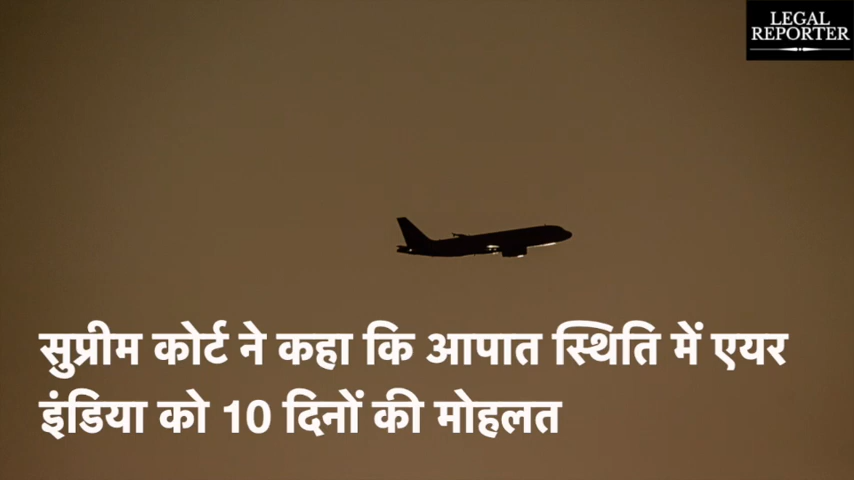 LEGAL
REPORTER
सुप्रीम कोर्ट ने कहा कि आपात स्थिति में एयर
इंडिया को 10 दिनों की मोहलत